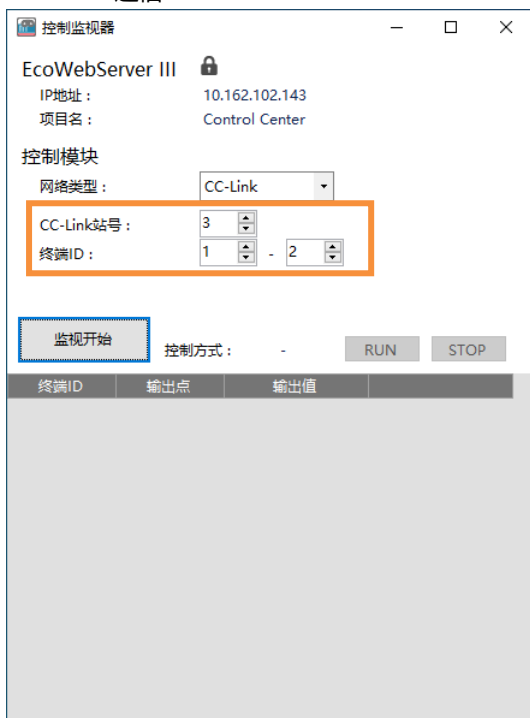 控制监视器
EcoWebServer III
IP地址： 10.162.102.143
项目名： Control Center
控制模块
网络类型： CC-Link
CC-Link站号： 3
终端ID： 1 - 2
监视开始 控制方式： - RUN STOP
终端ID 输出点 输出值